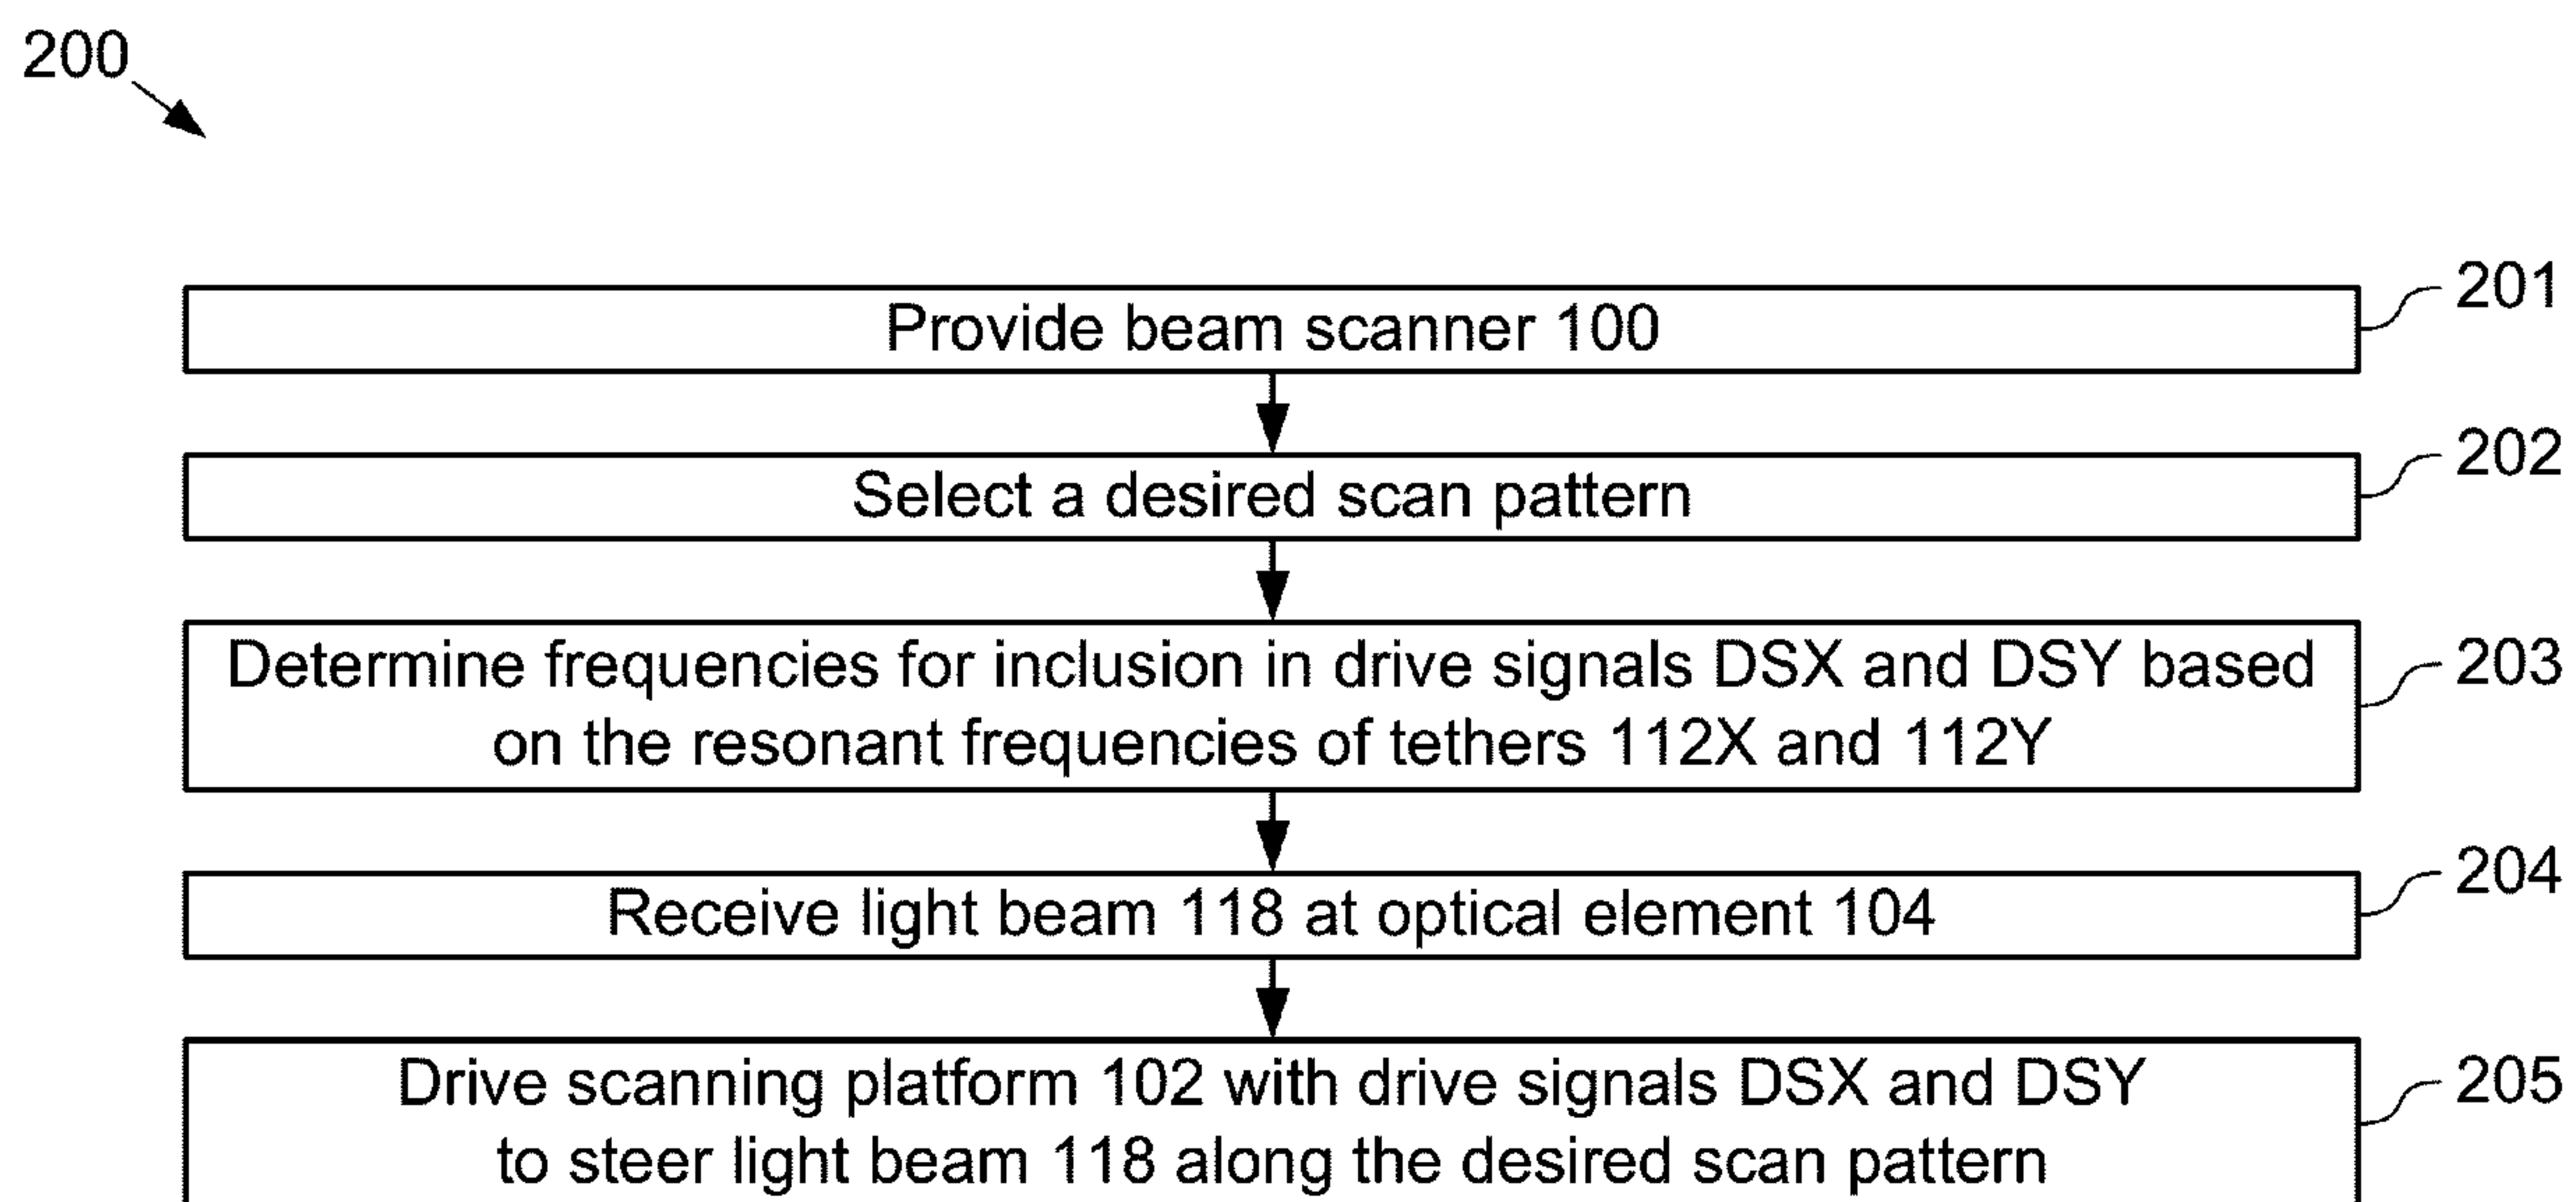 200
Provide beam scanner 100
201
Select a desired scan pattern
202
Determine frequencies for inclusion in drive signals DSX and DSY based
on the resonant frequencies of tethers 112X and 112Y
203
Receive light beam 118 at optical element 104
204
Drive scanning platform 102 with drive signals DSX and DSY
to steer light beam 118 along the desired scan pattern
205